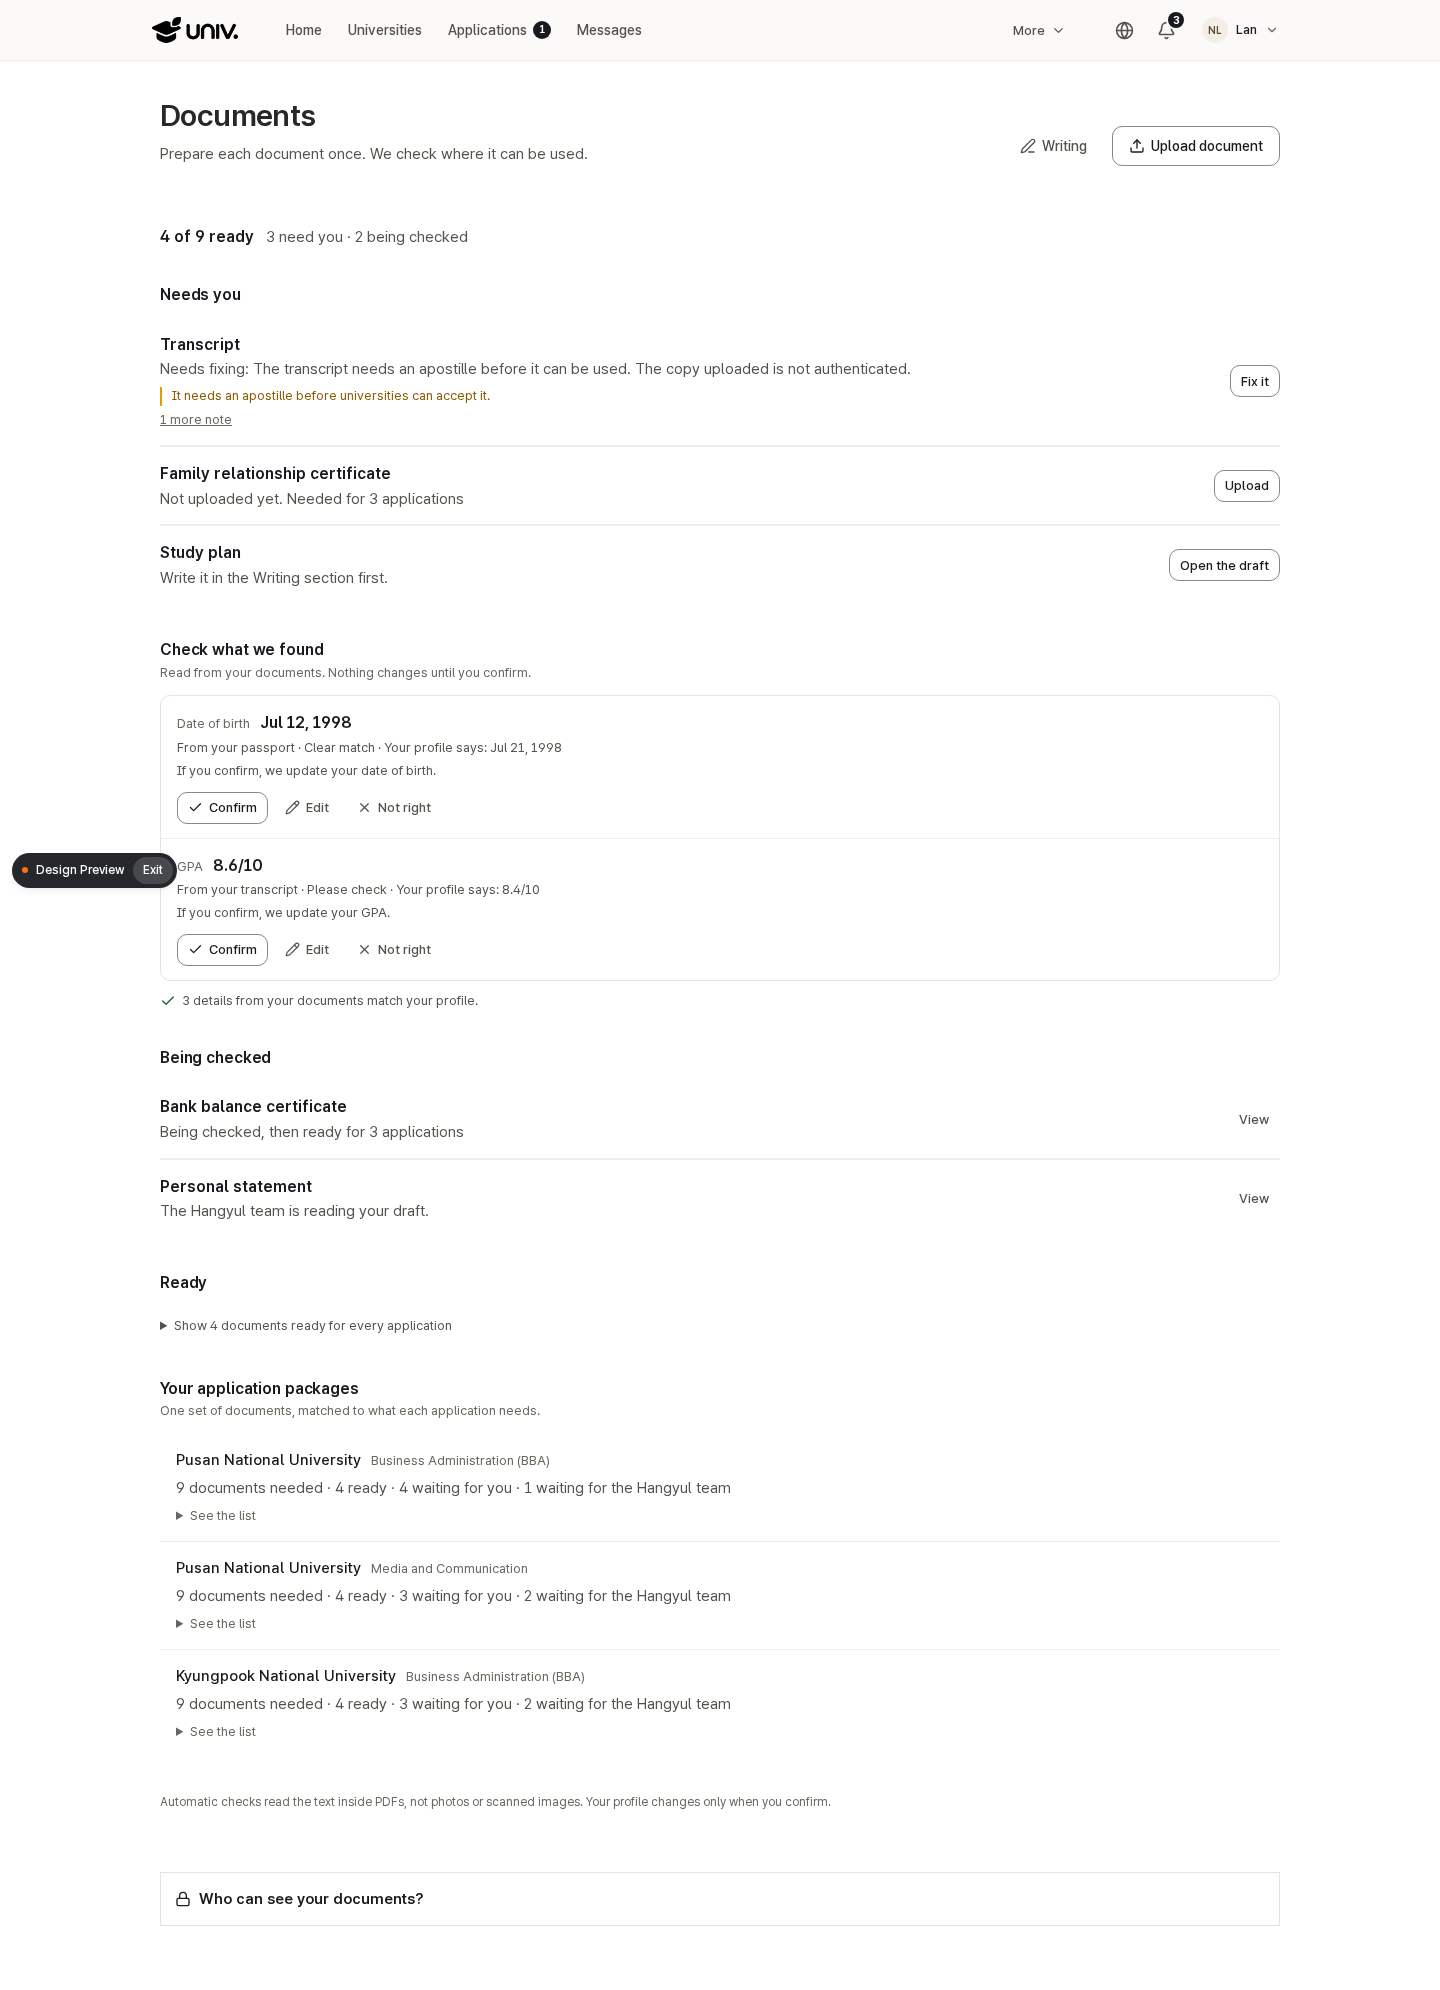 UNIV.
Home
Universities
Applications 1
Messages
More
3
NL
Lan
Documents
Prepare each document once. We check where it can be used.
Writing
Upload document
4 of 9 ready 3 need you · 2 being checked
Needs you
Transcript
Needs fixing: The transcript needs an apostille before it can be used. The copy uploaded is not authenticated.
It needs an apostille before universities can accept it.
1 more note
Fix it
Family relationship certificate
Not uploaded yet. Needed for 3 applications
Upload
Study plan
Write it in the Writing section first.
Open the draft
Check what we found
Read from your documents. Nothing changes until you confirm.
Date of birth Jul 12, 1998
From your passport · Clear match · Your profile says: Jul 21, 1998
If you confirm, we update your date of birth.
Confirm
Edit
Not right
Design Preview Exit
GPA 8.6/10
From your transcript · Please check · Your profile says: 8.4/10
If you confirm, we update your GPA.
Confirm
Edit
Not right
3 details from your documents match your profile.
Being checked
Bank balance certificate
Being checked, then ready for 3 applications
View
Personal statement
The Hangyul team is reading your draft.
View
Ready
Show 4 documents ready for every application
Your application packages
One set of documents, matched to what each application needs.
Pusan National University Business Administration (BBA)
9 documents needed · 4 ready · 4 waiting for you · 1 waiting for the Hangyul team
See the list
Pusan National University Media and Communication
9 documents needed · 4 ready · 3 waiting for you · 2 waiting for the Hangyul team
See the list
Kyungpook National University Business Administration (BBA)
9 documents needed · 4 ready · 3 waiting for you · 2 waiting for the Hangyul team
See the list
Automatic checks read the text inside PDFs, not photos or scanned images. Your profile changes only when you confirm.
Who can see your documents?